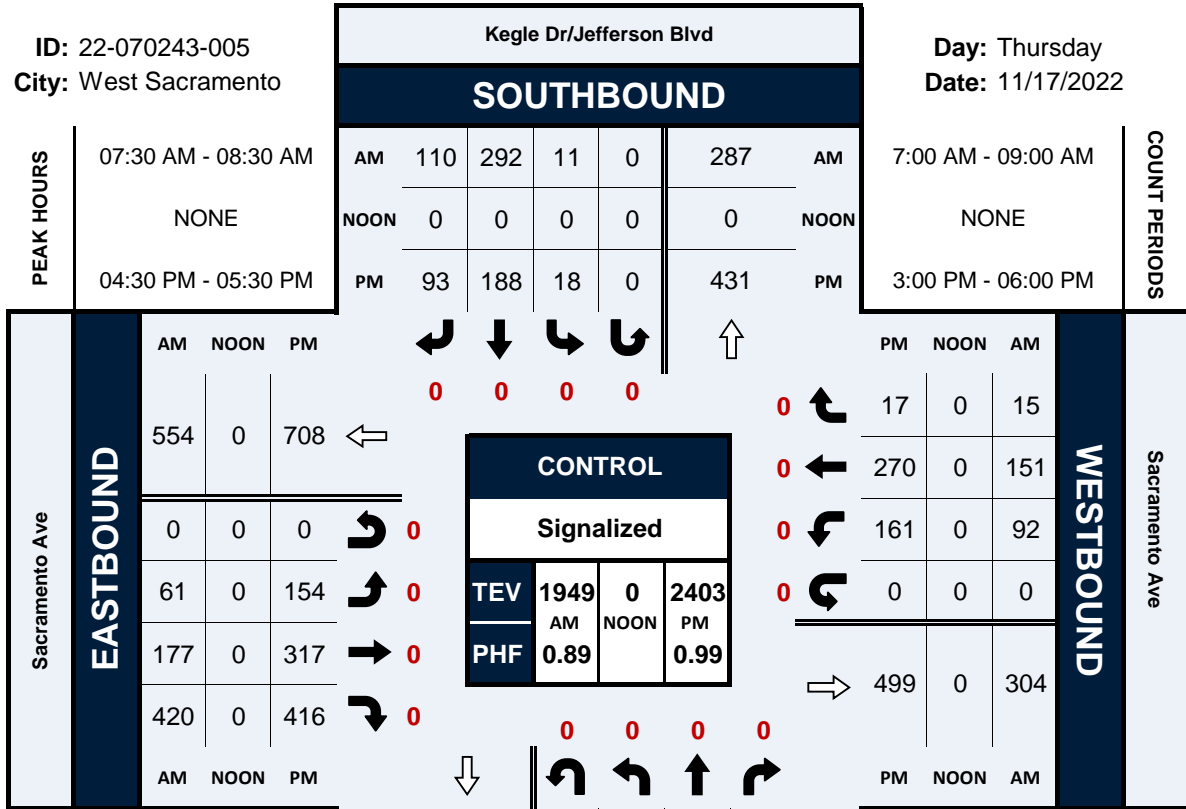 Kegle Dr/Jefferson Blvd
ID: 22-070243-005
Day: Thursday
City: West Sacramento
Date: 11/17/2022
SOUTHBOUND
PEAK HOURS
07:30 AM - 08:30 AM
AM 110 292 11 0 287 AM
7:00 AM - 09:00 AM
COUNT PERIODS
NONE
NOON 0 0 0 0 0 NOON
NONE
04:30 PM - 05:30 PM
PM 93 188 18 0 431 PM
3:00 PM - 06:00 PM
Sacramento Ave
EASTBOUND
AM NOON PM
554 0 708
0 0 0 0
61 0 154 0
177 0 317 0
420 0 416 0
AM NOON PM
0 0 0 0
CONTROL
Signalized
TEV 1949 0 2403
AM NOON PM
PHF 0.89 0.99
0 0 0 0
PM NOON AM
0 17 0 15
0 270 0 151
0 161 0 92
0 0 0 0
499 0 304
PM NOON AM
WESTBOUND
Sacramento Ave